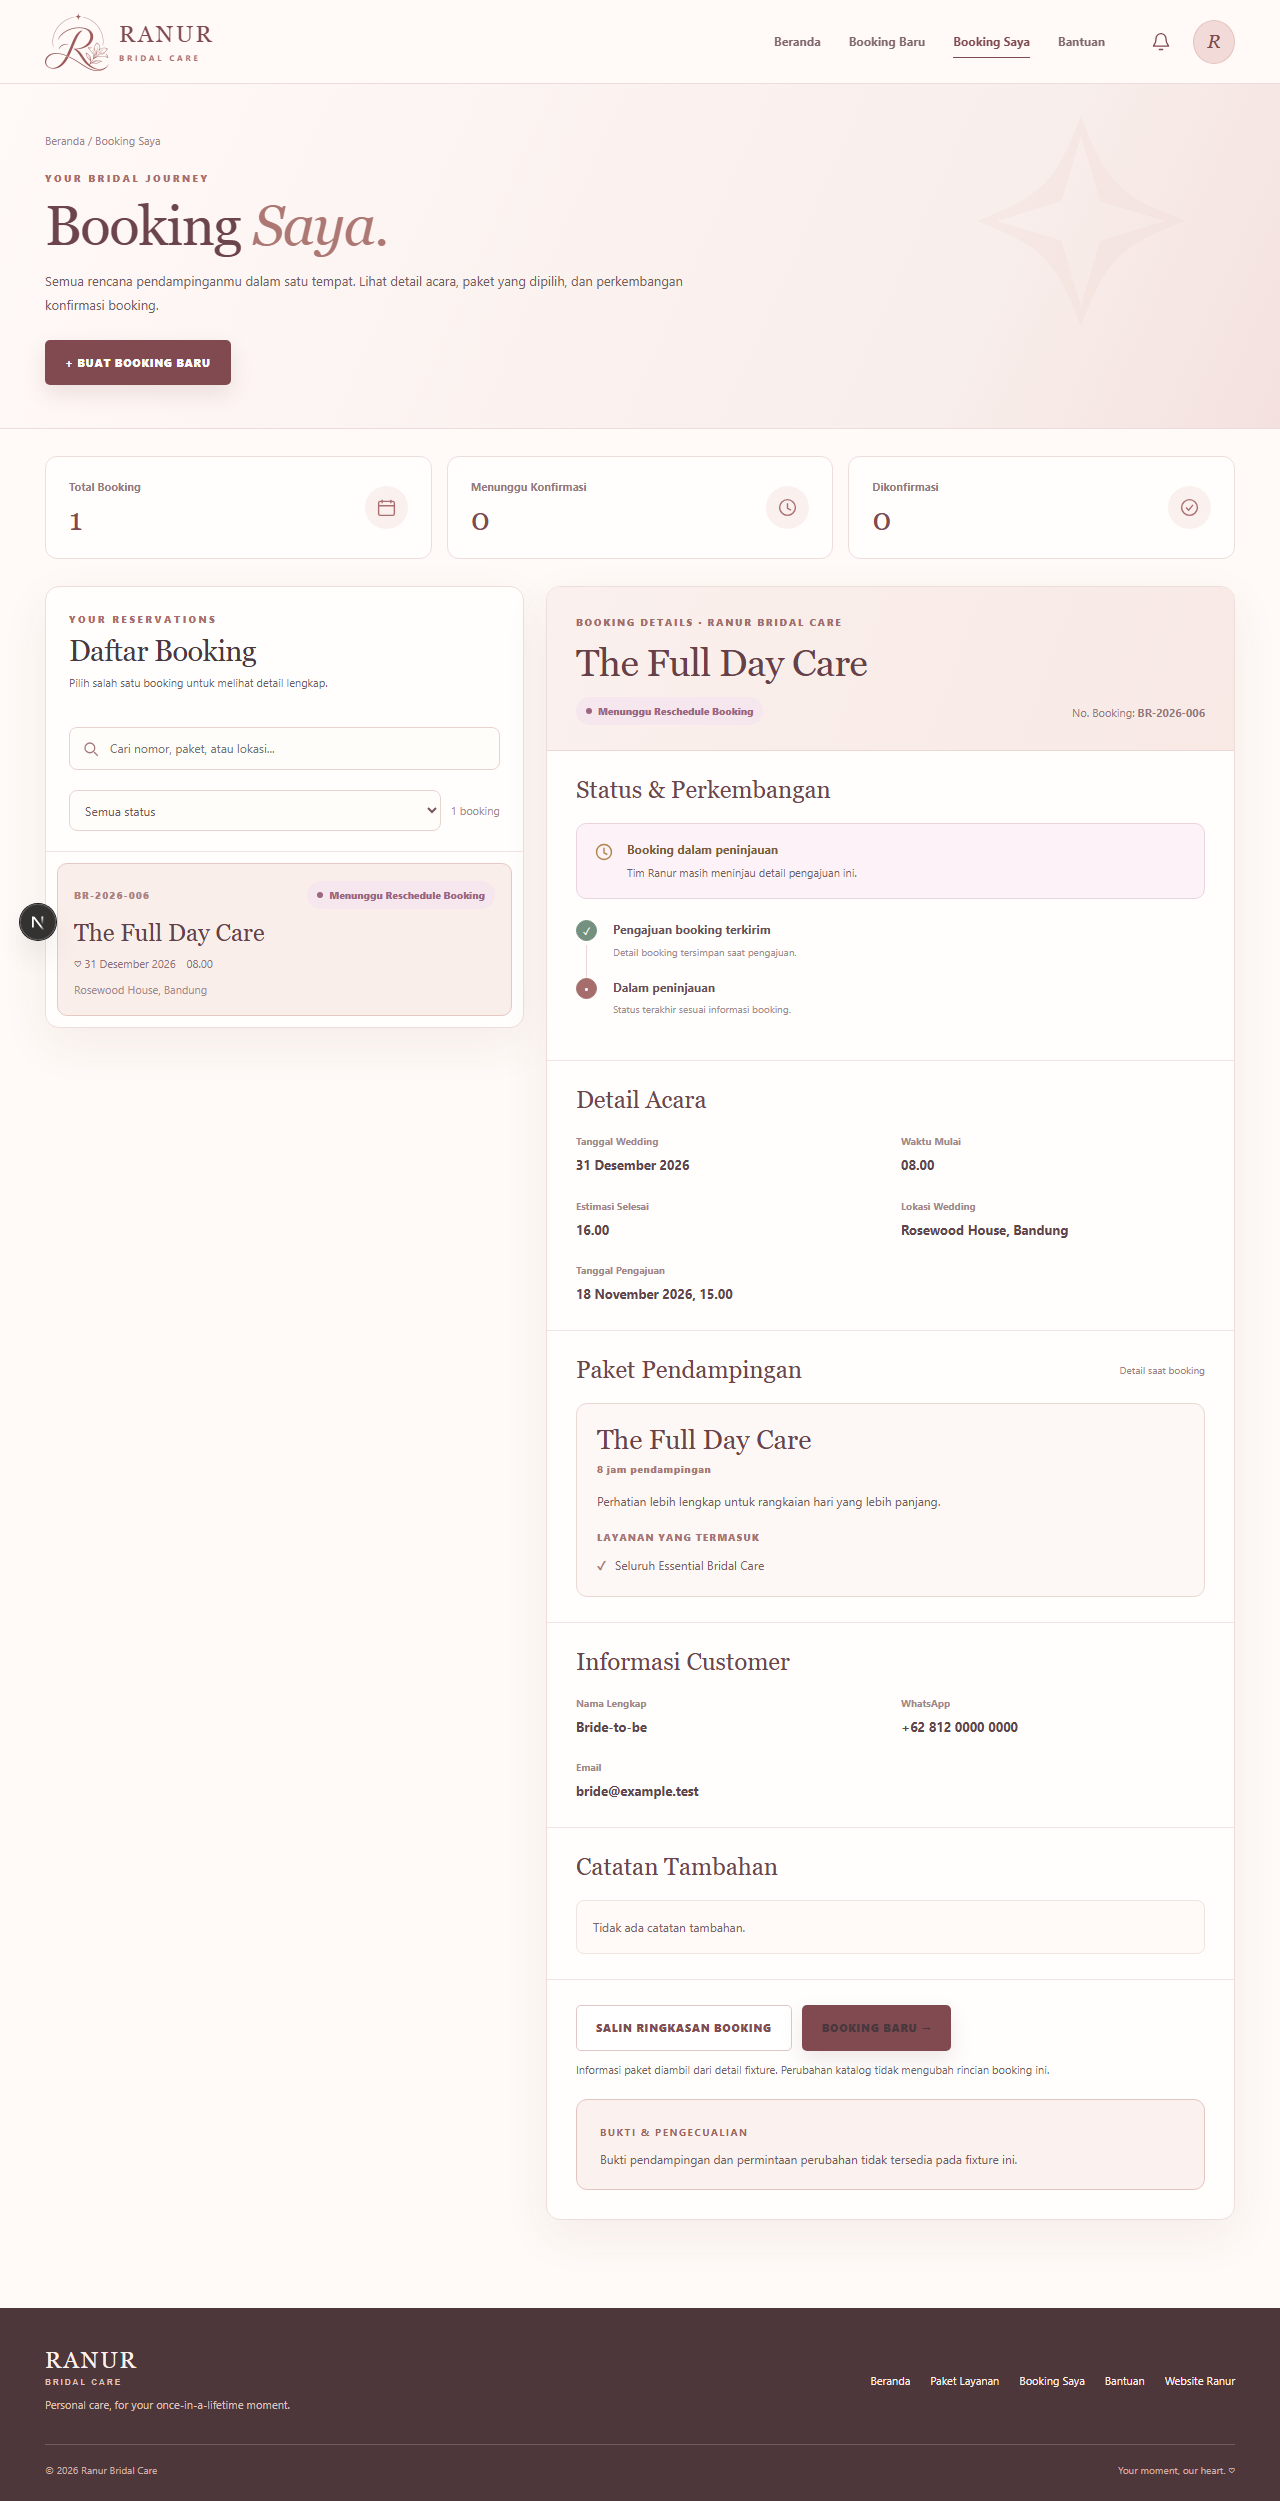 RANUR
BRIDAL CARE
Beranda
Booking Baru
Booking Saya
Bantuan
R
Beranda / Booking Saya
YOUR BRIDAL JOURNEY
Booking Saya.
Semua rencana pendampinganmu dalam satu tempat. Lihat detail acara, paket yang dipilih, dan perkembangan
konfirmasi booking.
+ BUAT BOOKING BARU
Total Booking
1
Menunggu Konfirmasi
0
Dikonfirmasi
0
YOUR RESERVATIONS
Daftar Booking
Pilih salah satu booking untuk melihat detail lengkap.
Cari nomor, paket, atau lokasi...
Semua status
1 booking
BR-2026-006
Menunggu Reschedule Booking
The Full Day Care
♡ 31 Desember 2026 08.00
Rosewood House, Bandung
N
BOOKING DETAILS • RANUR BRIDAL CARE
The Full Day Care
Menunggu Reschedule Booking
No. Booking: BR-2026-006
Status & Perkembangan
Booking dalam peninjauan
Tim Ranur masih meninjau detail pengajuan ini.
✓ Pengajuan booking terkirim
Detail booking tersimpan saat pengajuan.
Dalam peninjauan
Status terakhir sesuai informasi booking.
Detail Acara
Tanggal Wedding
31 Desember 2026
Waktu Mulai
08.00
Estimasi Selesai
16.00
Lokasi Wedding
Rosewood House, Bandung
Tanggal Pengajuan
18 November 2026, 15.00
Paket Pendampingan
Detail saat booking
The Full Day Care
8 jam pendampingan
Perhatian lebih lengkap untuk rangkaian hari yang lebih panjang.
LAYANAN YANG TERMASUK
✓ Seluruh Essential Bridal Care
Informasi Customer
Nama Lengkap
Bride-to-be
WhatsApp
+62 812 0000 0000
Email
bride@example.test
Catatan Tambahan
Tidak ada catatan tambahan.
SALIN RINGKASAN BOOKING
BOOKING BARU →
Informasi paket diambil dari detail fixture. Perubahan katalog tidak mengubah rincian booking ini.
BUKTI & PENGECUALIAN
Bukti pendampingan dan permintaan perubahan tidak tersedia pada fixture ini.
RANUR
BRIDAL CARE
Personal care, for your once-in-a-lifetime moment.
Beranda
Paket Layanan
Booking Saya
Bantuan
Website Ranur
© 2026 Ranur Bridal Care
Your moment, our heart. ♡